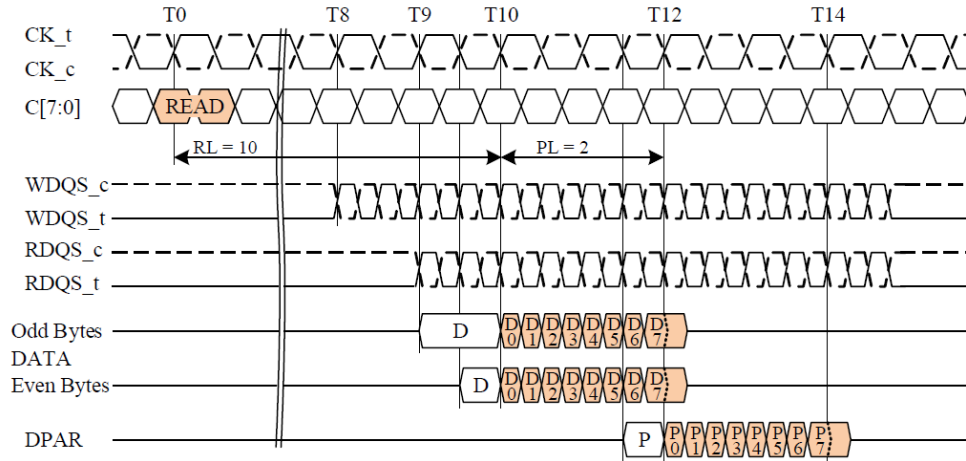 T0 T8 T9 T10 T12 T14
CK_t
CK_c
C[7:0] READ
RL = 10 PL = 2
WDQS_c
WDQS_t
RDQS_c
RDQS_t
Odd Bytes D D0 D1 D2 D3 D4 D5 D6 D7
DATA
Even Bytes D D0 D1 D2 D3 D4 D5 D6 D7
DPAR P P0 P1 P2 P3 P4 P5 P6 P7